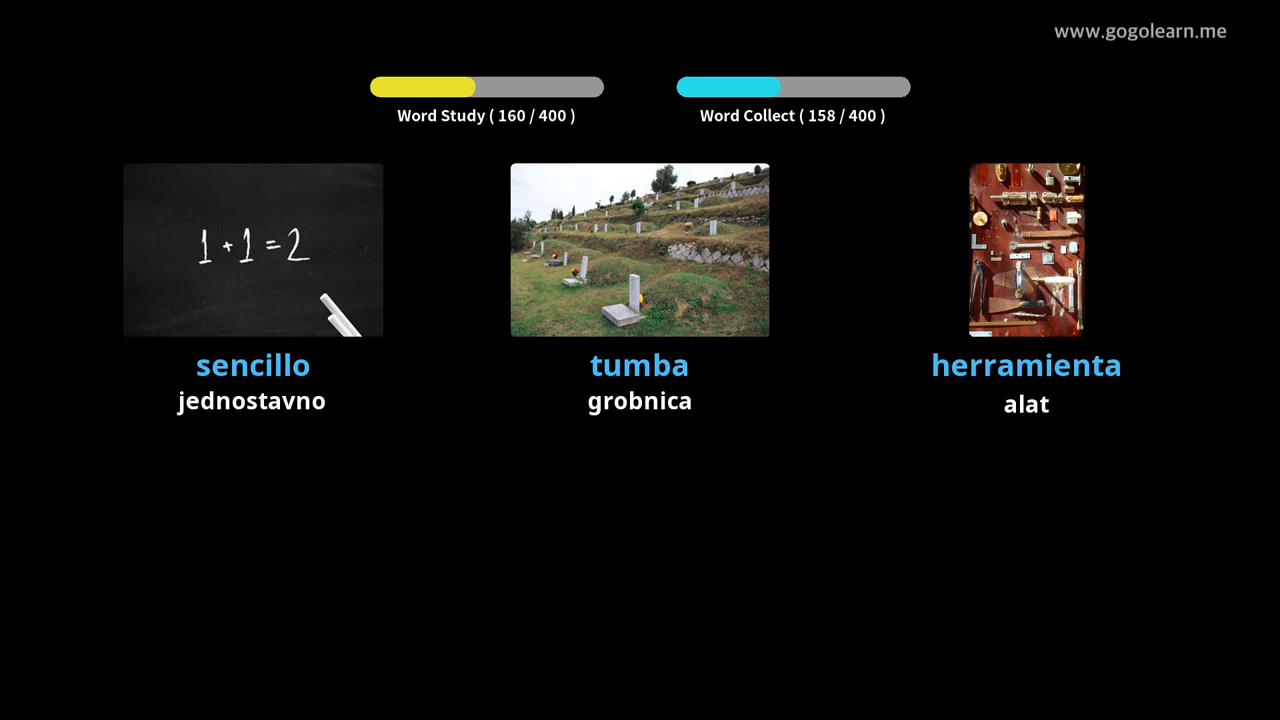 www.gogolearn.me
Word Study ( 160 / 400 )
Word Collect ( 158 / 400 )
1 + 1 = 2
sencillo
jednostavno
tumba
grobnica
herramienta
alat